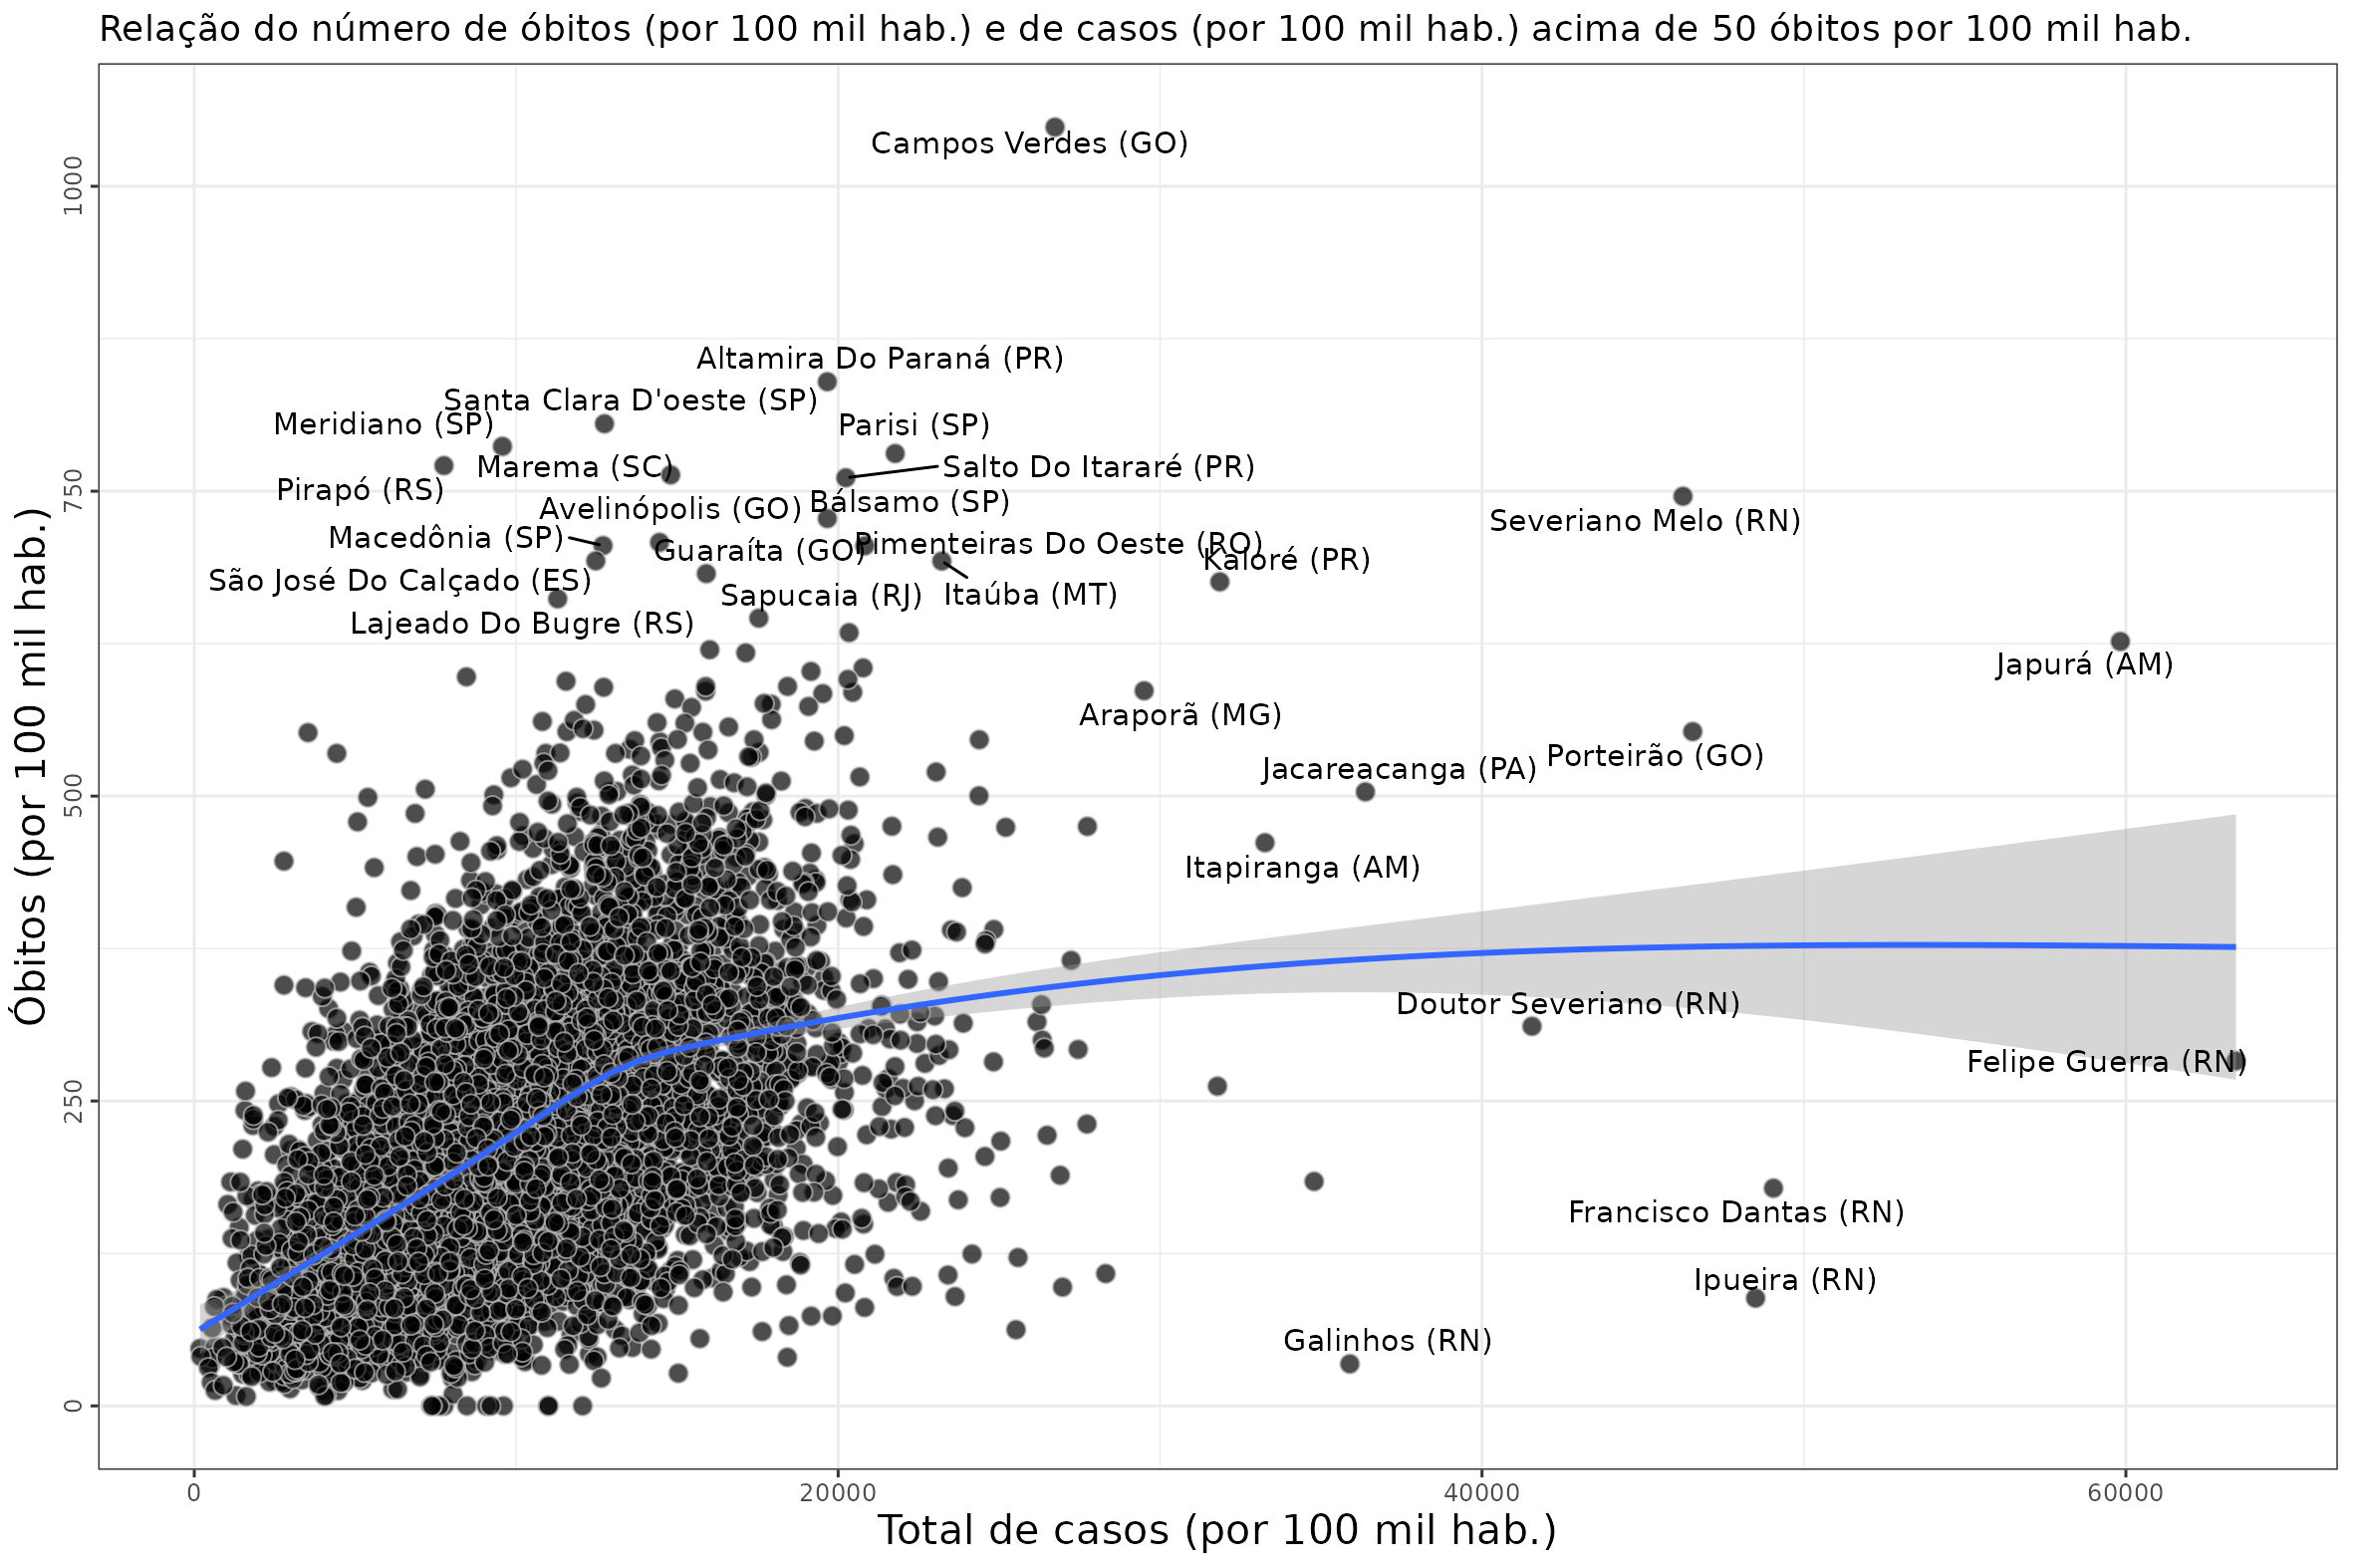 Relação do número de óbitos (por 100 mil hab.) e de casos (por 100 mil hab.) acima de 50 óbitos por 100 mil hab.
Campos Verdes (GO)
1000
Altamira Do Paraná (PR)
Santa Clara D'oeste (SP)
Meridiano (SP)
Parisi (SP)
Marema (SC)
Salto Do Itararé (PR)
Pirapó (RS)
750
Avelinópolis (GO)
Bálsamo (SP)
Severiano Melo (RN)
Macedônia (SP)
Guaraíta (GO)
Pimenteiras Do Oeste (RO)
Kaloré (PR)
São José Do Calçado (ES)
Sapucaia (RJ)
Itaúba (MT)
Lajeado Do Bugre (RS)
Japurá (AM)
Araporã (MG)
Porteirão (GO)
Jacareacanga (PA)
500
Itapiranga (AM)
Óbitos (por 100 mil hab.)
Doutor Severiano (RN)
Felipe Guerra (RN)
250
Francisco Dantas (RN)
Ipueira (RN)
Galinhos (RN)
0
0
20000
40000
60000
Total de casos (por 100 mil hab.)